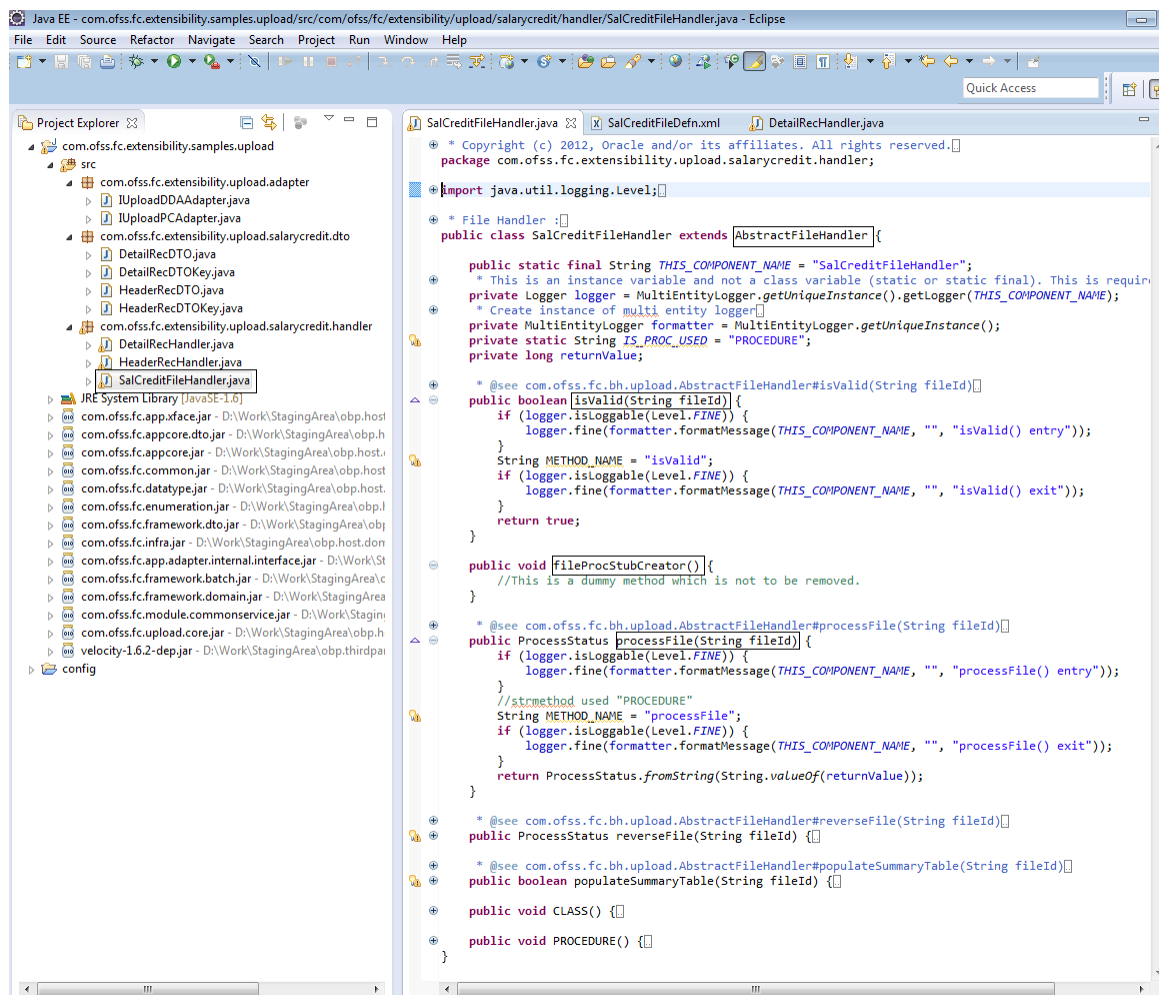 Java EE - com.ofss.fc.extensibility.samples.upload/src/com/ofss/fc/extensibility/upload/salarycredit/handler/SalCreditFileHandler.java - Eclipse
File Edit Source Refactor Navigate Search Project Run Window Help
Quick Access
Project Explorer
com.ofss.fc.extensibility.samples.upload
src
com.ofss.fc.extensibility.upload.adapter
IUploadDDAAdapter.java
IUploadPCAdapter.java
com.ofss.fc.extensibility.upload.salarycredit.dto
DetailRecDTO.java
DetailRecDTOKey.java
HeaderRecDTO.java
HeaderRecDTOKey.java
com.ofss.fc.extensibility.upload.salarycredit.handler
DetailRecHandler.java
HeaderRecHandler.java
SalCreditFileHandler.java
JRE System Library [JavaSE-1.6]
com.ofss.fc.app.xface.jar - D:\Work\StagingArea\obp.host
com.ofss.fc.appcore.dto.jar - D:\Work\StagingArea\obp.h
com.ofss.fc.appcore.jar - D:\Work\StagingArea\obp.host.
com.ofss.fc.common.jar - D:\Work\StagingArea\obp.host
com.ofss.fc.datatype.jar - D:\Work\StagingArea\obp.host.
com.ofss.fc.enumeration.jar - D:\Work\StagingArea\obp.
com.ofss.fc.framework.dto.jar - D:\Work\StagingArea\obp
com.ofss.fc.infra.jar - D:\Work\StagingArea\obp.host.dom
com.ofss.fc.app.adapter.internal.interface.jar - D:\Work\St
com.ofss.fc.framework.batch.jar - D:\Work\StagingArea\o
com.ofss.fc.framework.domain.jar - D:\Work\StagingArea
com.ofss.fc.module.commonservice.jar - D:\Work\Staging
com.ofss.fc.upload.core.jar - D:\Work\StagingArea\obp.h
velocity-1.6.2-dep.jar - D:\Work\StagingArea\obp.thirdpar
config
SalCreditFileHandler.java SalCreditFileDefn.xml DetailRecHandler.java
* Copyright (c) 2012, Oracle and/or its affiliates. All rights reserved.
package com.ofss.fc.extensibility.upload.salarycredit.handler;
import java.util.logging.Level;
* File Handler :
public class SalCreditFileHandler extends AbstractFileHandler {
public static final String THIS_COMPONENT_NAME = "SalCreditFileHandler";
* This is an instance variable and not a class variable (static or static final). This is requir
private Logger logger = MultiEntityLogger.getUniqueInstance().getLogger(THIS_COMPONENT_NAME);
* Create instance of multi entity logger
private MultiEntityLogger formatter = MultiEntityLogger.getUniqueInstance();
private static String IS_PROC_USED = "PROCEDURE";
private long returnValue;
* @see com.ofss.fc.bh.upload.AbstractFileHandler#isValid(String fileId)
public boolean isValid(String fileId) {
if (logger.isLoggable(Level.FINE)) {
logger.fine(formatter.formatMessage(THIS_COMPONENT_NAME, "", "isValid() entry"));
}
String METHOD_NAME = "isValid";
if (logger.isLoggable(Level.FINE)) {
logger.fine(formatter.formatMessage(THIS_COMPONENT_NAME, "", "isValid() exit"));
}
return true;
}
public void fileProcStubCreator() {
//This is a dummy method which is not to be removed.
}
* @see com.ofss.fc.bh.upload.AbstractFileHandler#processFile(String fileId)
public ProcessStatus processFile(String fileId) {
if (logger.isLoggable(Level.FINE)) {
logger.fine(formatter.formatMessage(THIS_COMPONENT_NAME, "", "processFile() entry"));
}
//strmethod used "PROCEDURE"
String METHOD_NAME = "processFile";
if (logger.isLoggable(Level.FINE)) {
logger.fine(formatter.formatMessage(THIS_COMPONENT_NAME, "", "processFile() exit"));
}
return ProcessStatus.fromString(String.valueOf(returnValue));
}
* @see com.ofss.fc.bh.upload.AbstractFileHandler#reverseFile(String fileId)
public ProcessStatus reverseFile(String fileId) {
* @see com.ofss.fc.bh.upload.AbstractFileHandler#populateSummaryTable(String fileId)
public boolean populateSummaryTable(String fileId) {
public void CLASS() {
public void PROCEDURE() {
}